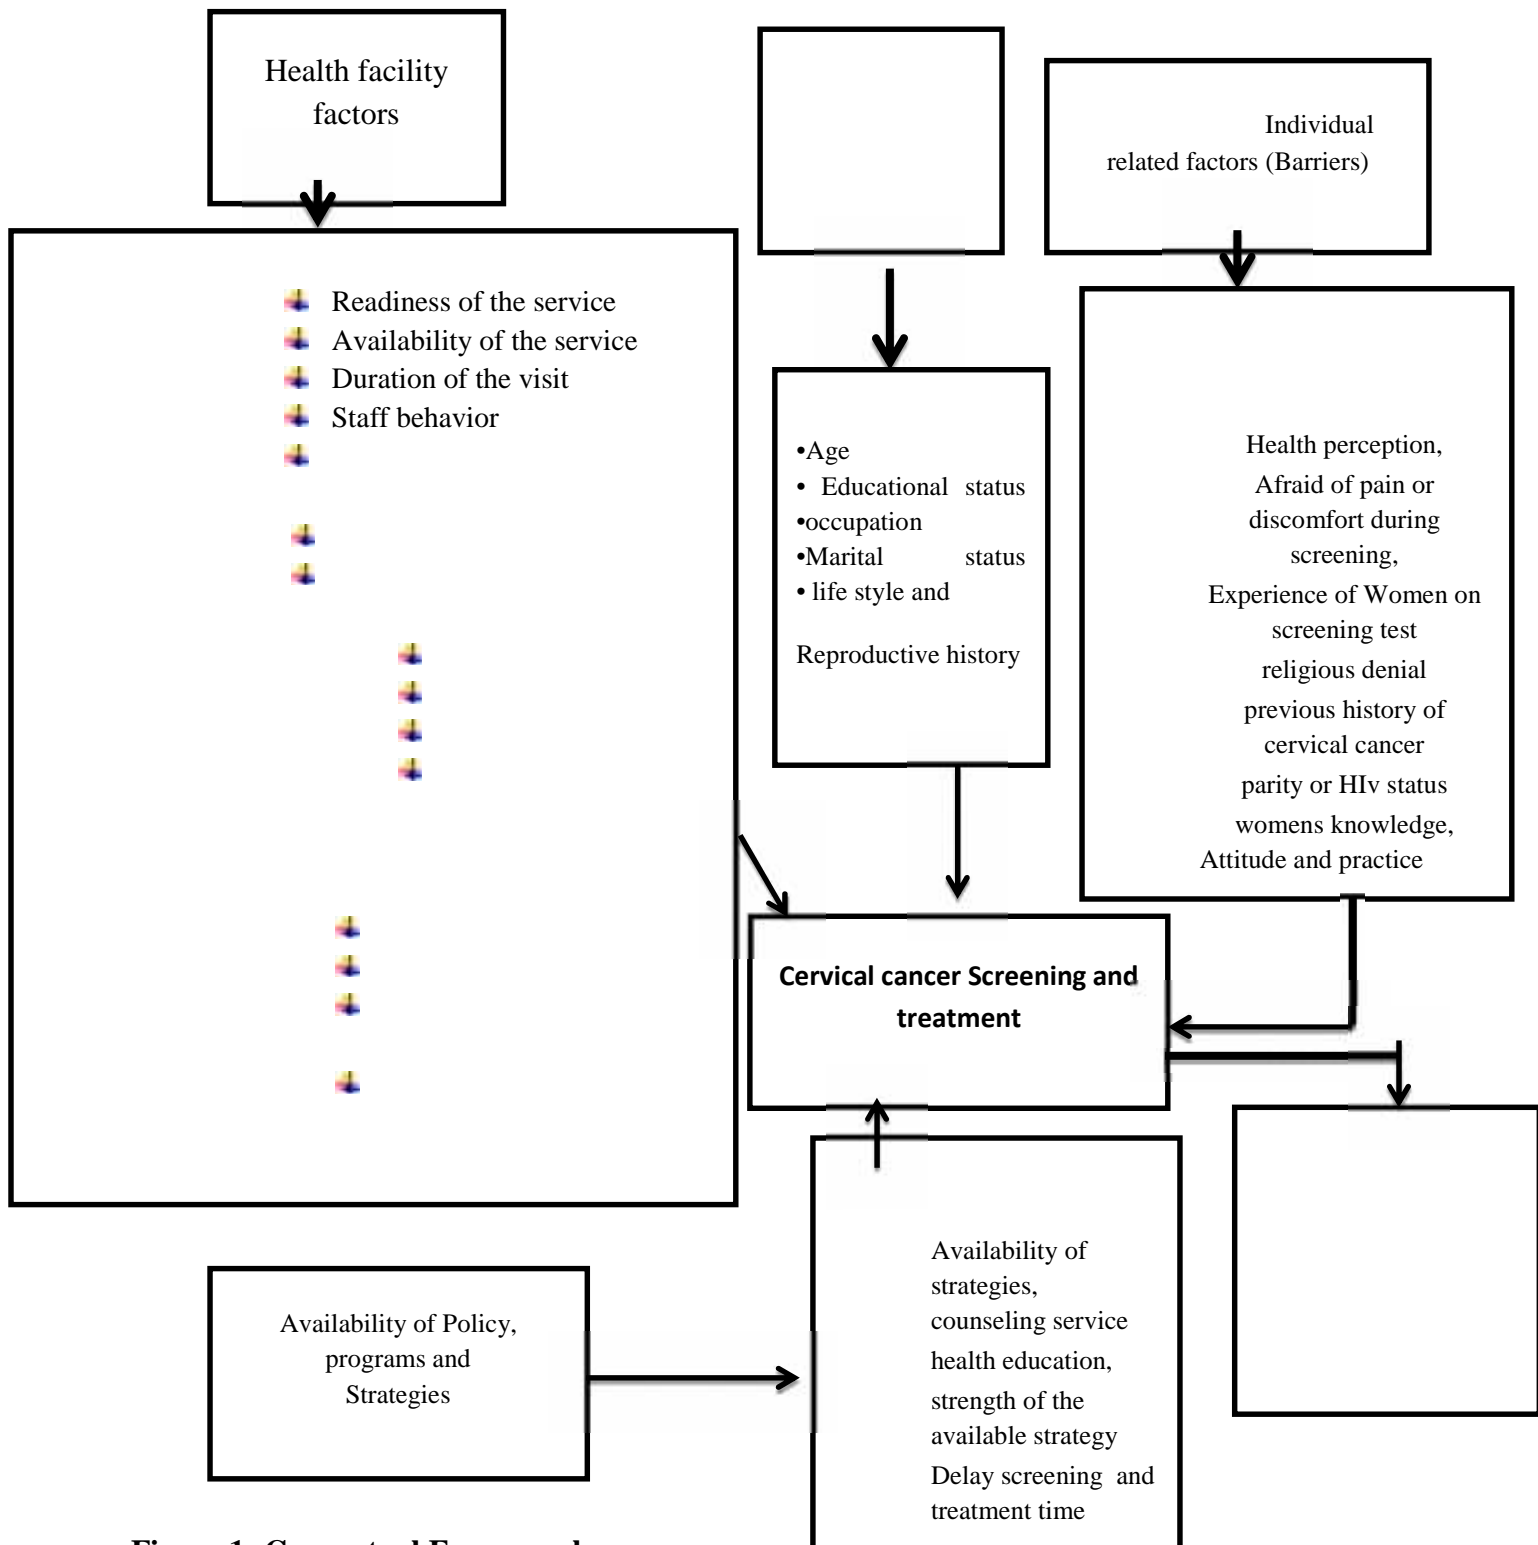 Health facility
factors
Individual
related factors (Barriers)
Readiness of the service
Availability of the service
Duration of the visit
Staff behavior
•Age
• Educational status
•occupation
•Marital status
• life style and
Reproductive history
Health perception,
Afraid of pain or
discomfort during
screening,
Experience of Women on
screening test
religious denial
previous history of
cervical cancer
parity or HIv status
womens knowledge,
Attitude and practice
Cervical cancer Screening and
treatment
Availability of Policy,
programs and
Strategies
Availability of
strategies,
counseling service
health education,
strength of the
available strategy
Delay screening and
treatment time